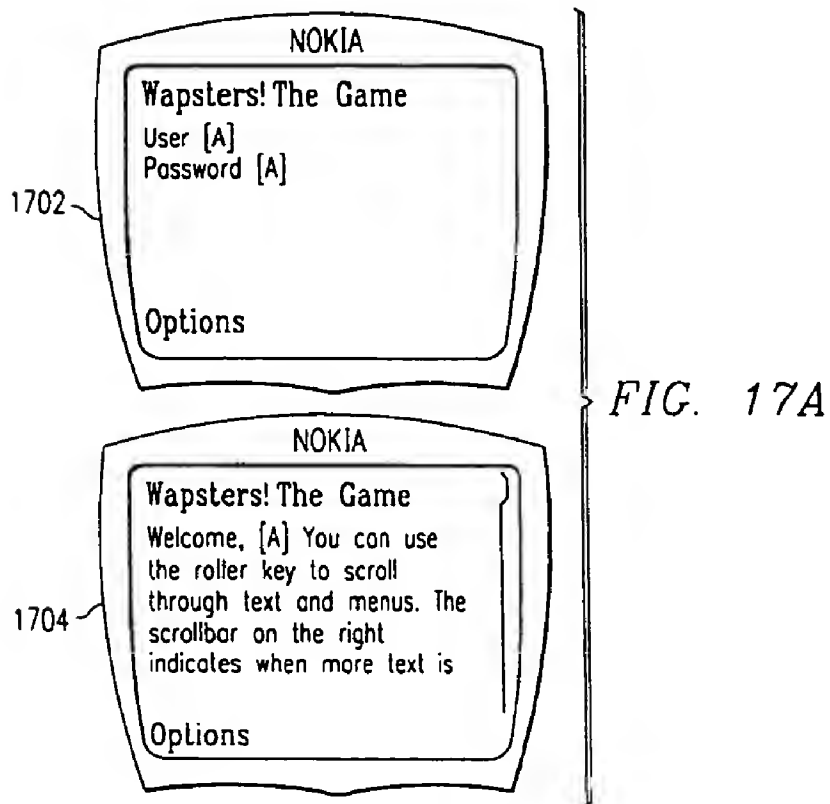 NOKIA
Wapsters! The Game
User [A]
Password [A]
1702
Options
FIG. 17A
NOKIA
Wapsters! The Game
Welcome, [A] You can use
the roller key to scroll
through text and menus. The
1704
scrollbar on the right
indicates when more text is
Options